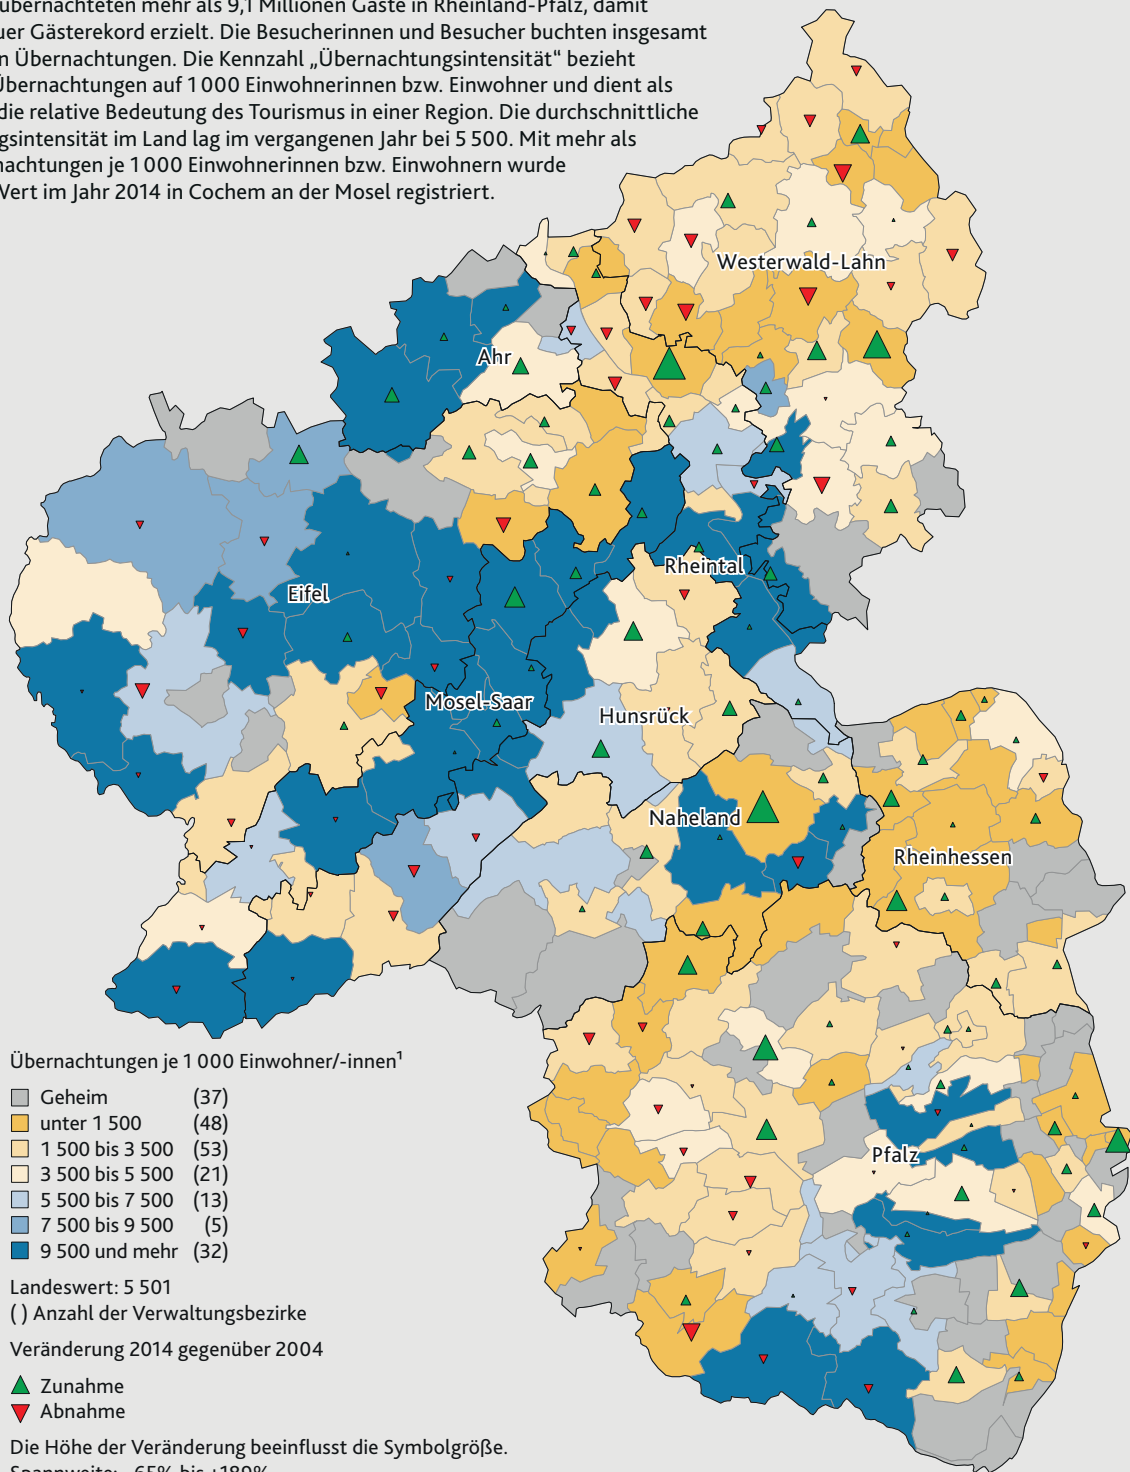 übernachteten mehr als 9,1 Millionen Gäste in Rheinland-Pfalz, damit
uer Gästerekord erzielt. Die Besucherinnen und Besucher buchten insgesamt
n Übernachtungen. Die Kennzahl „Übernachtungsintensität“ bezieht
Übernachtungen auf 1 000 Einwohnerinnen bzw. Einwohner und dient als
die relative Bedeutung des Tourismus in einer Region. Die durchschnittliche
gsintensität im Land lag im vergangenen Jahr bei 5 500. Mit mehr als
nachtungen je 1 000 Einwohnerinnen bzw. Einwohnern wurde
Wert im Jahr 2014 in Cochem an der Mosel registriert.
Westerwald-Lahn
Ahr
Rheintal
Eifel
Mosel-Saar
Hunsrück
Naheland
Rheinhessen
Pfalz
Übernachtungen je 1 000 Einwohner/-innen¹
Geheim (37)
unter 1 500 (48)
1 500 bis 3 500 (53)
3 500 bis 5 500 (21)
5 500 bis 7 500 (13)
7 500 bis 9 500 (5)
9 500 und mehr (32)
Landeswert: 5 501
( ) Anzahl der Verwaltungsbezirke
Veränderung 2014 gegenüber 2004
Zunahme
Abnahme
Die Höhe der Veränderung beeinflusst die Symbolgröße.
Spannweite: −65% bis +189%